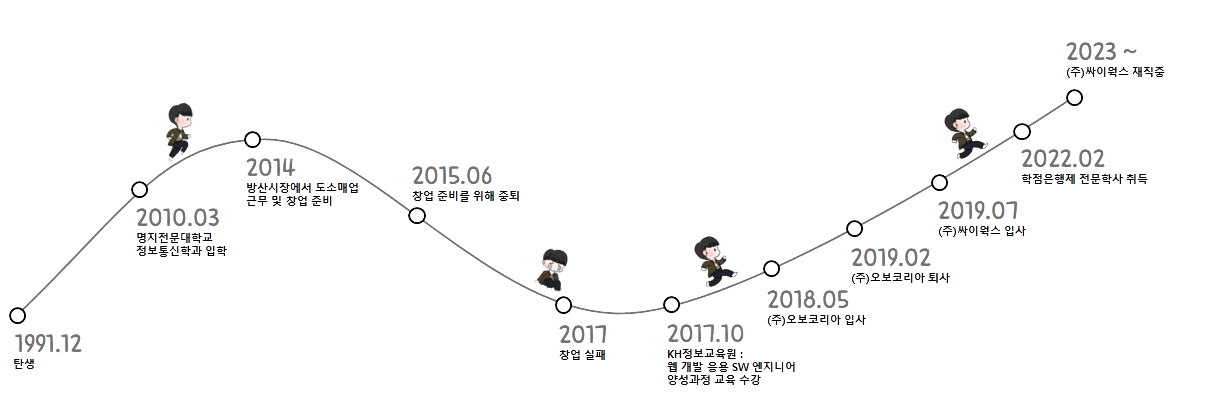 1991.12
탄생
2010.03
명지전문대학교
정보통신학과 입학
2014
방산시장에서 도소매업
근무 및 창업 준비
2015.06
창업 준비를 위해 중퇴
2017
창업 실패
2017.10
KH정보교육원 :
웹 개발 응용 SW 엔지니어
양성과정 교육 수강
2018.05
(주)오보코리아 입사
2019.02
(주)오보코리아 퇴사
2019.07
(주)싸이웍스 입사
2022.02
학점은행제 전문학사 취득
2023 ~
(주)싸이웍스 재직중